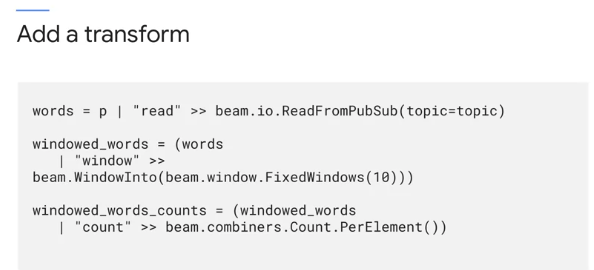 Add a transform
words = p | "read" >> beam.io.ReadFromPubSub(topic=topic)
windowed_words = (words
| "window" >>
beam.WindowInto(beam.window.FixedWindows(10)))
windowed_words_counts = (windowed_words
| "count" >> beam.combiners.Count.PerElement())